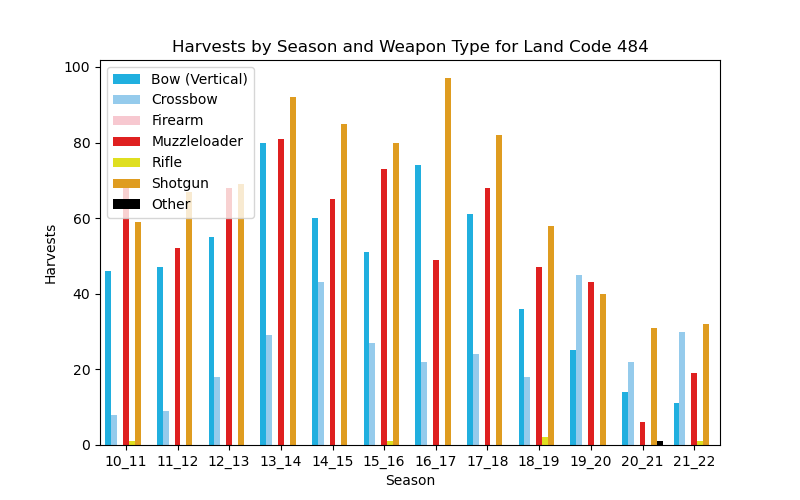 Harvests by Season and Weapon Type for Land Code 484
100
80
60
40
20
0
Harvests
Bow (Vertical)
Crossbow
Firearm
Muzzleloader
Rifle
Shotgun
Other
10_11 11_12 12_13 13_14 14_15 15_16 16_17 17_18 18_19 19_20 20_21 21_22
Season